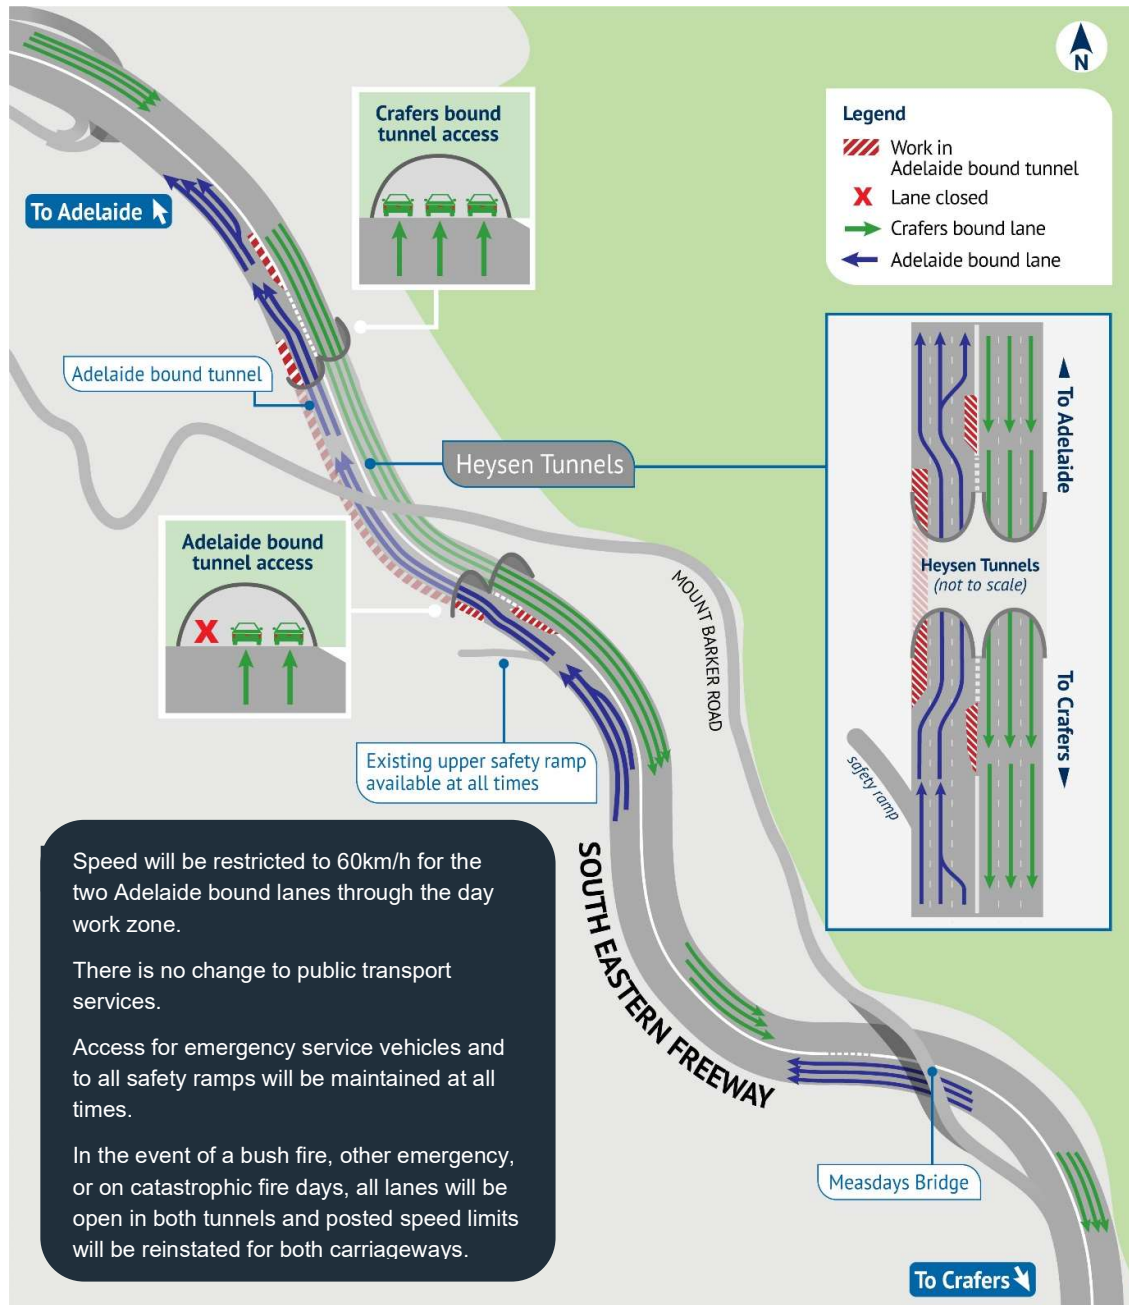 N
Legend
Work in
Adelaide bound tunnel
X Lane closed
Crafers bound lane
Adelaide bound lane
Crafers bound
tunnel access
To Adelaide
Adelaide bound tunnel
Heysen Tunnels
Adelaide bound
tunnel access
X
Existing upper safety ramp
available at all times
MOUNT BARKER ROAD
To Adelaide
Heysen Tunnels
(not to scale)
To Crafers
safety ramp
SOUTH EASTERN FREEWAY
Measdays Bridge
To Crafers
Speed will be restricted to 60km/h for the
two Adelaide bound lanes through the day
work zone.
There is no change to public transport
services.
Access for emergency service vehicles and
to all safety ramps will be maintained at all
times.
In the event of a bush fire, other emergency,
or on catastrophic fire days, all lanes will be
open in both tunnels and posted speed limits
will be reinstated for both carriageways.